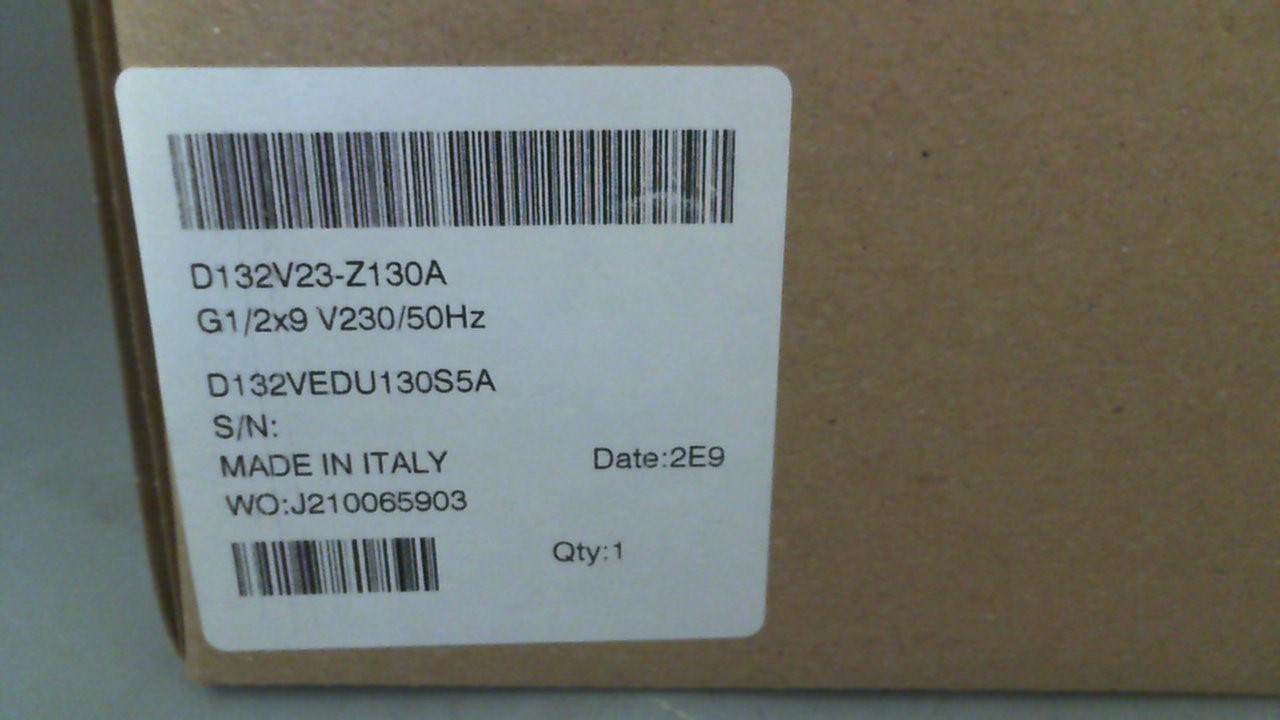 D132V23-Z130A
G1/2x9 V230/50Hz
D132VEDU130S5A
S/N:
MADE IN ITALY Date:2E9
WO:J210065903
Qty:1